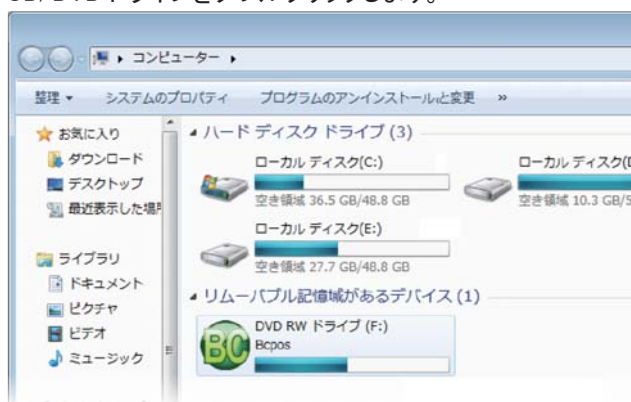 CD/DVDドライブをダブルクリックします。
コンピューター
整理 システムのプロパティ プログラムのアンインストールと変更 »
お気に入り
ダウンロード
デスクトップ
最近表示した場
ライブラリ
ドキュメント
ピクチャ
ビデオ
ミュージック
ハード ディスク ドライブ (3)
ローカル ディスク(C:)
空き領域 36.5 GB/48.8 GB
ローカル ディスク(D
空き領域 10.3 GB/5
ローカル ディスク(E:)
空き領域 27.7 GB/48.8 GB
リムーバブル記憶域があるデバイス (1)
BC
DVD RW ドライブ (F:)
Bcpos